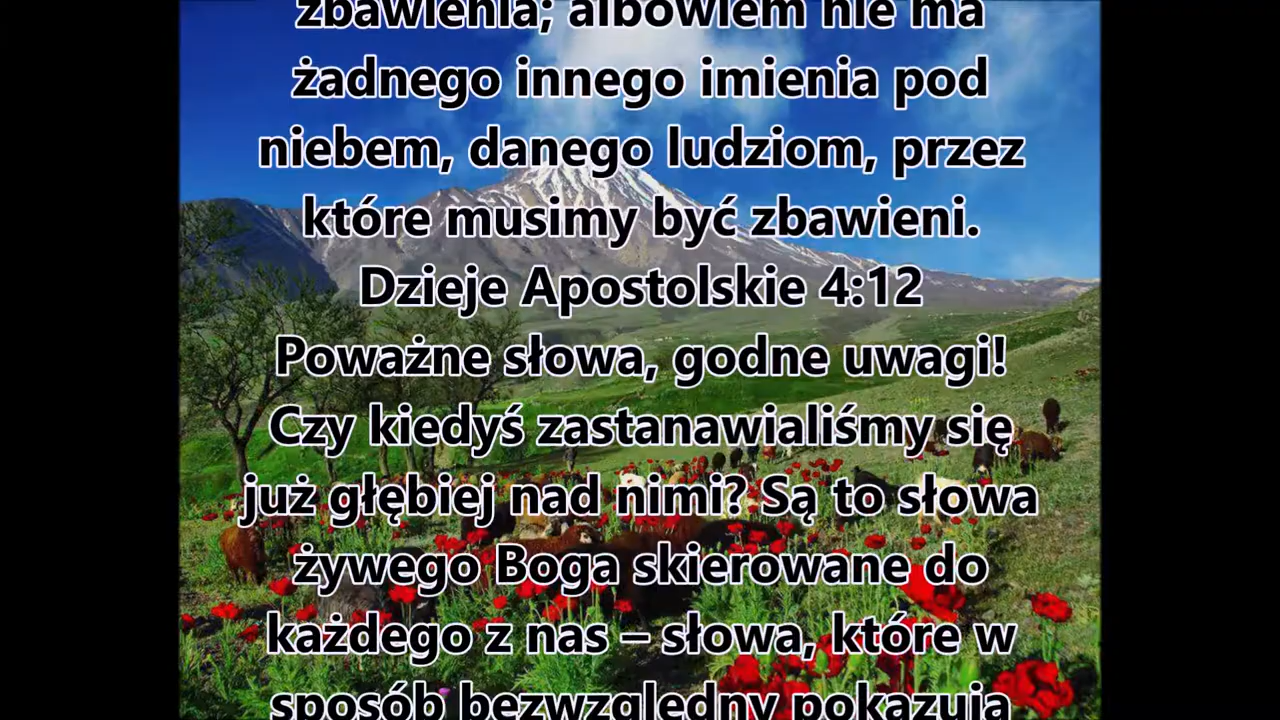 zbawienia; albowiem nie ma
żadnego innego imienia pod
niebem, danego ludziom, przez
które musimy być zbawieni.
Dzieje Apostolskie 4:12
Poważne słowa, godne uwagi!
Czy kiedyś zastanawialiśmy się
już głębiej nad nimi? Są to słowa
żywego Boga skierowane do
każdego z nas – słowa, które w
sposób bezwzględny pokazują